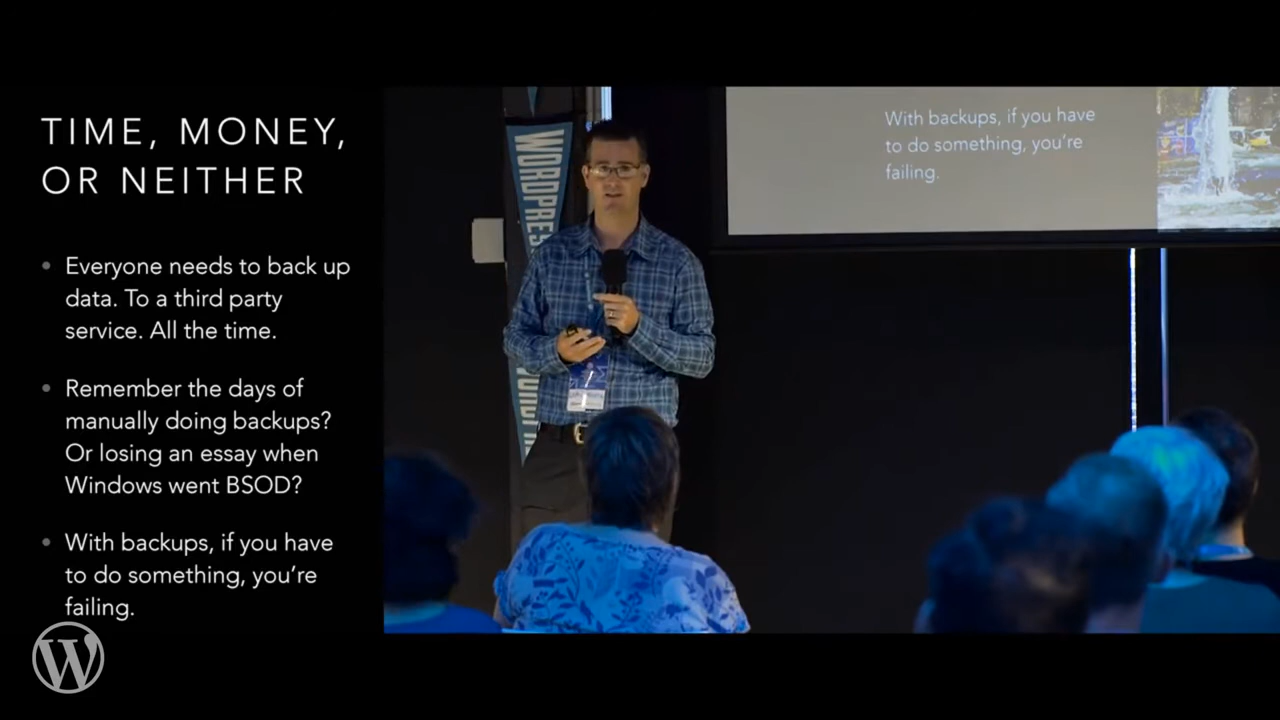 TIME, MONEY,
OR NEITHER
Everyone needs to back up
data. To a third party
service. All the time.
Remember the days of
manually doing backups?
Or losing an essay when
Windows went BSOD?
With backups, if you have
to do something, you're
failing.
WORDPRES
With backups, if you have
to do something, you're
failing.